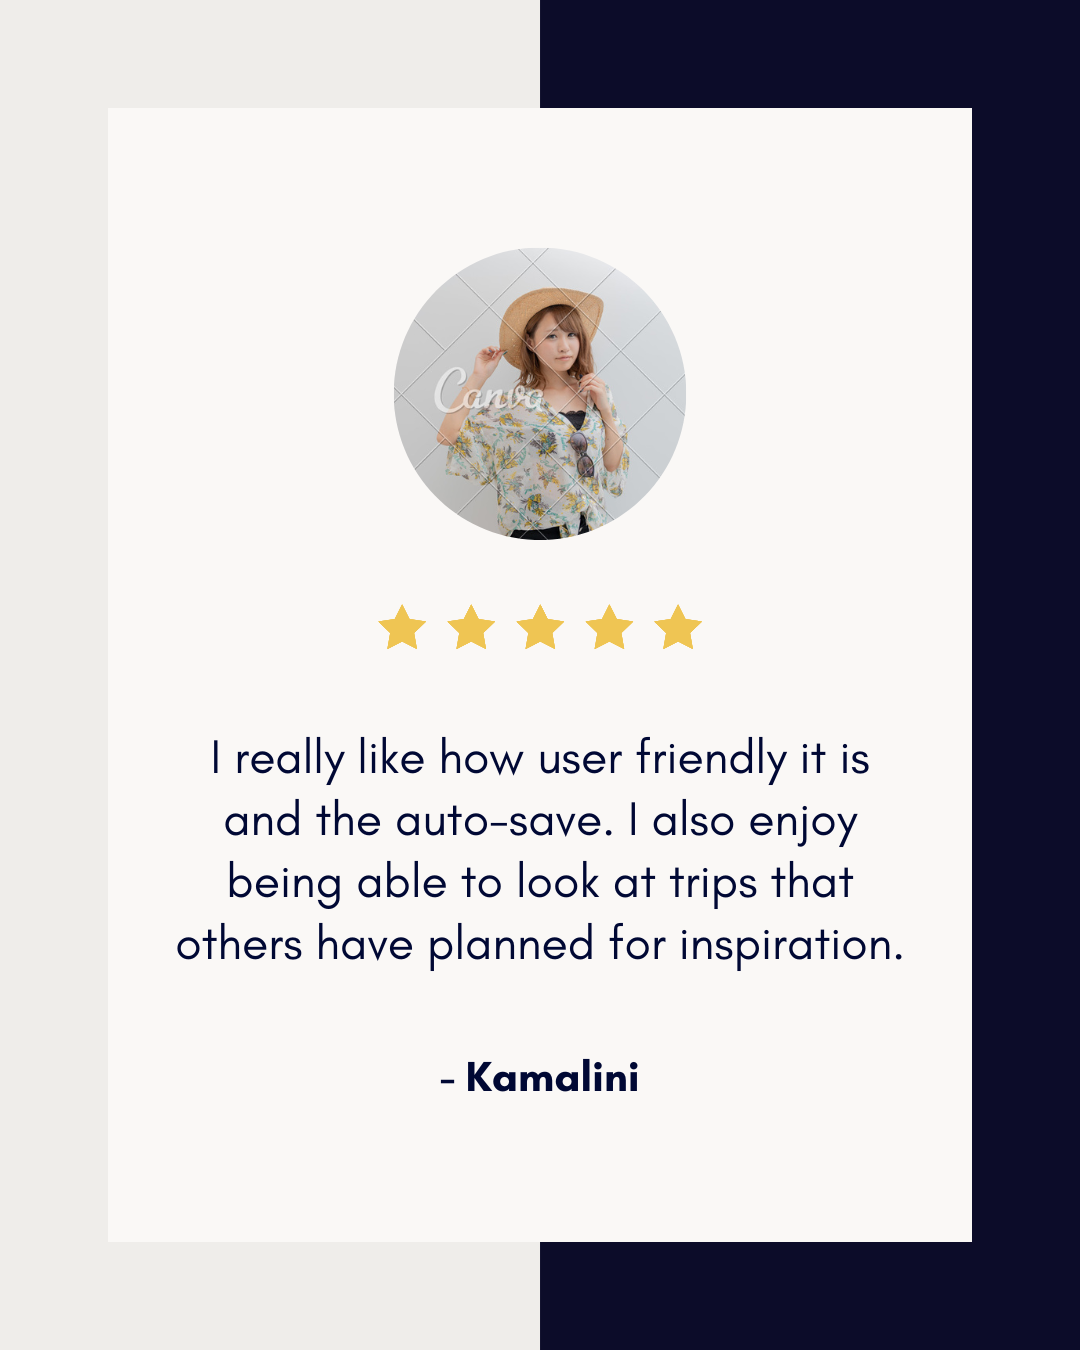 Canva
I really like how user friendly it is
and the auto-save. I also enjoy
being able to look at trips that
others have planned for inspiration.
- Kamalini